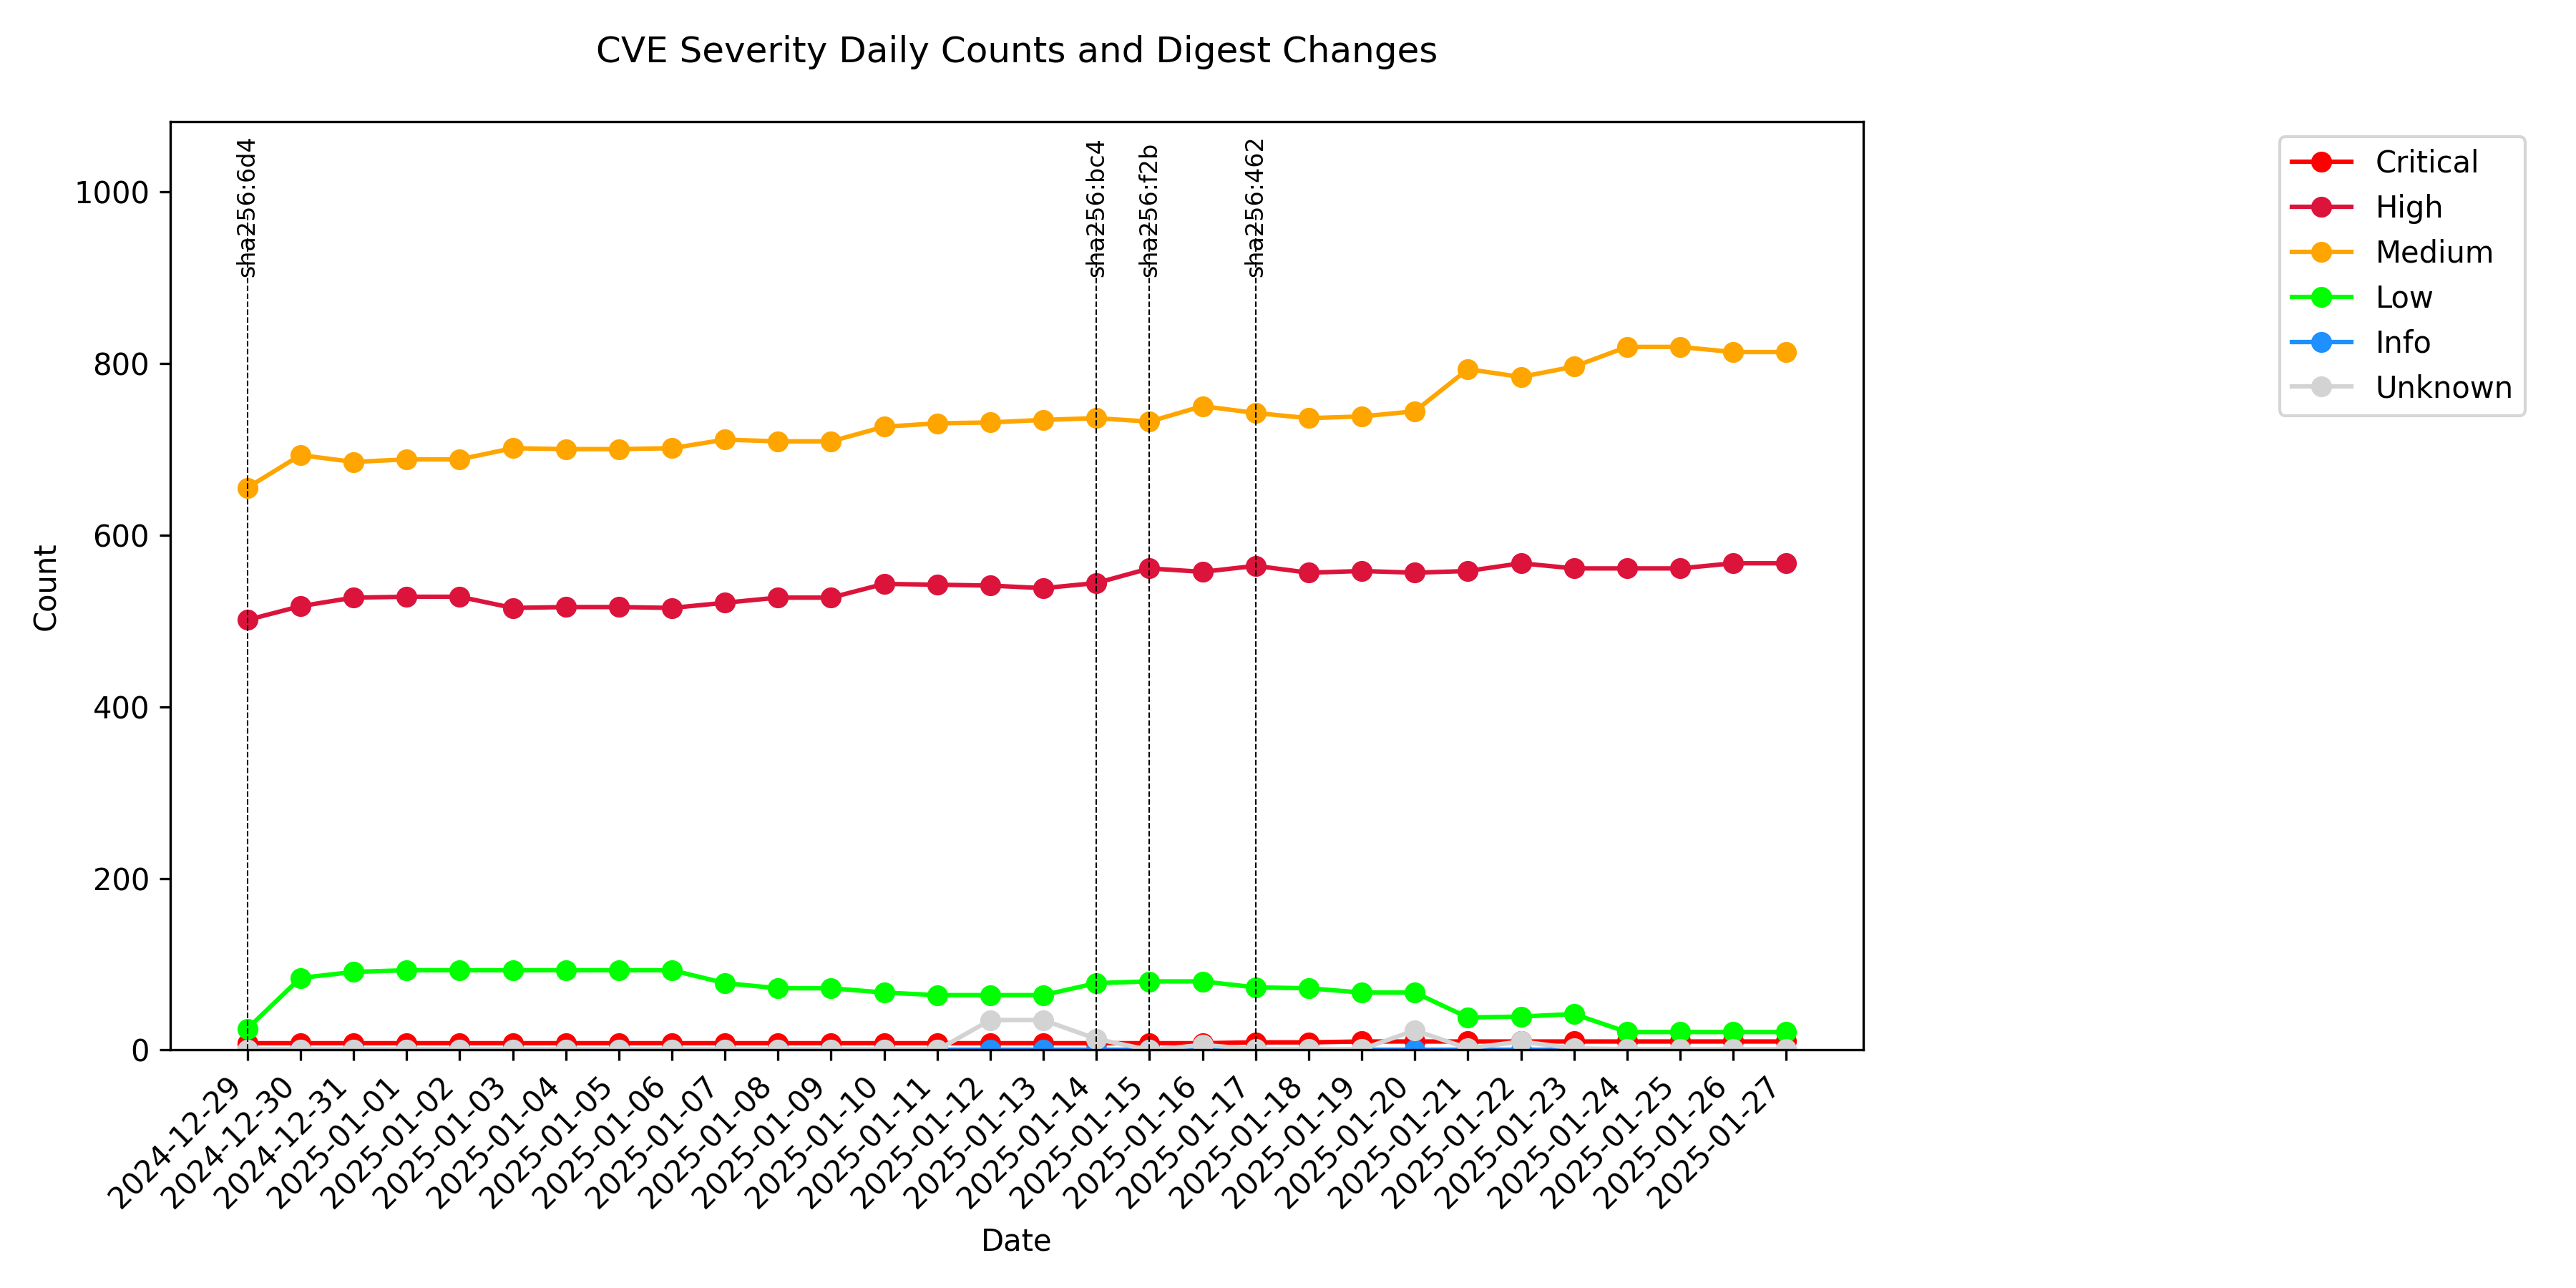 CVE Severity Daily Counts and Digest Changes
sha256:6d4
sha256:bc4
sha256:f2b
sha256:462
Critical
High
Medium
Low
Info
Unknown
1000
800
600
400
200
0
Count
2024-12-29
2024-12-30
2024-12-31
2025-01-01
2025-01-02
2025-01-03
2025-01-04
2025-01-05
2025-01-06
2025-01-07
2025-01-08
2025-01-09
2025-01-10
2025-01-11
2025-01-12
2025-01-13
2025-01-14
2025-01-15
2025-01-16
2025-01-17
2025-01-18
2025-01-19
2025-01-20
2025-01-21
2025-01-22
2025-01-23
2025-01-24
2025-01-25
2025-01-26
2025-01-27
Date